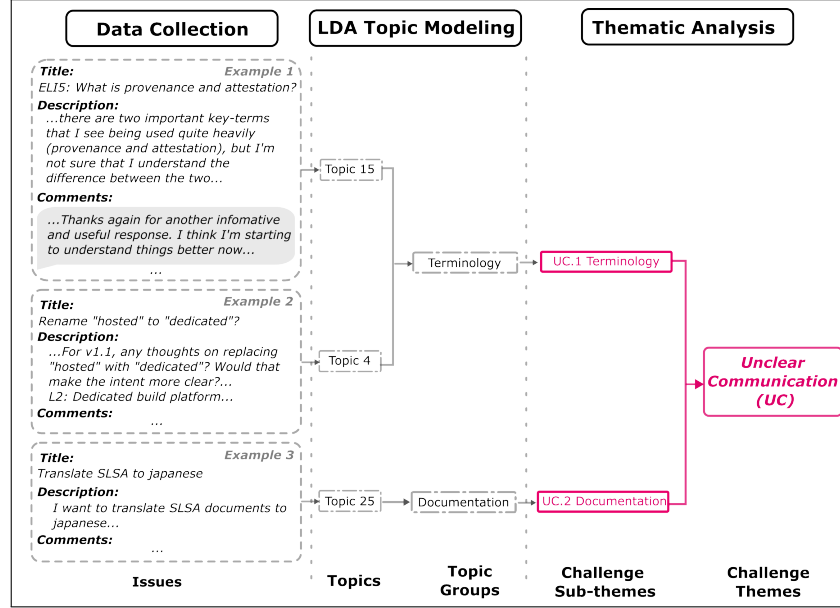 Data Collection
LDA Topic Modeling
Thematic Analysis
Title:
Example 1
ELI5: What is provenance and attestation?
Description:
...there are two important key-terms
that I see being used quite heavily
(provenance and attestation), but I'm
not sure that I understand the
difference between the two...
Comments:
...Thanks again for another infomative
and useful response. I think I'm starting
to understand things better now...
...
Title:
Example 2
Rename "hosted" to "dedicated"?
Description:
...For v1.1, any thoughts on replacing
"hosted" with "dedicated"? Would that
make the intent more clear?...
L2: Dedicated build platform...
Comments:
...
Title:
Example 3
Translate SLSA to japanese
Description:
I want to translate SLSA documents to
japanese...
Comments:
...
Topic 15
Topic 4
Topic 25
Terminology
Documentation
UC.1 Terminology
UC.2 Documentation
Unclear
Communication
(UC)
Issues
Topics
Topic
Groups
Challenge
Sub-themes
Challenge
Themes